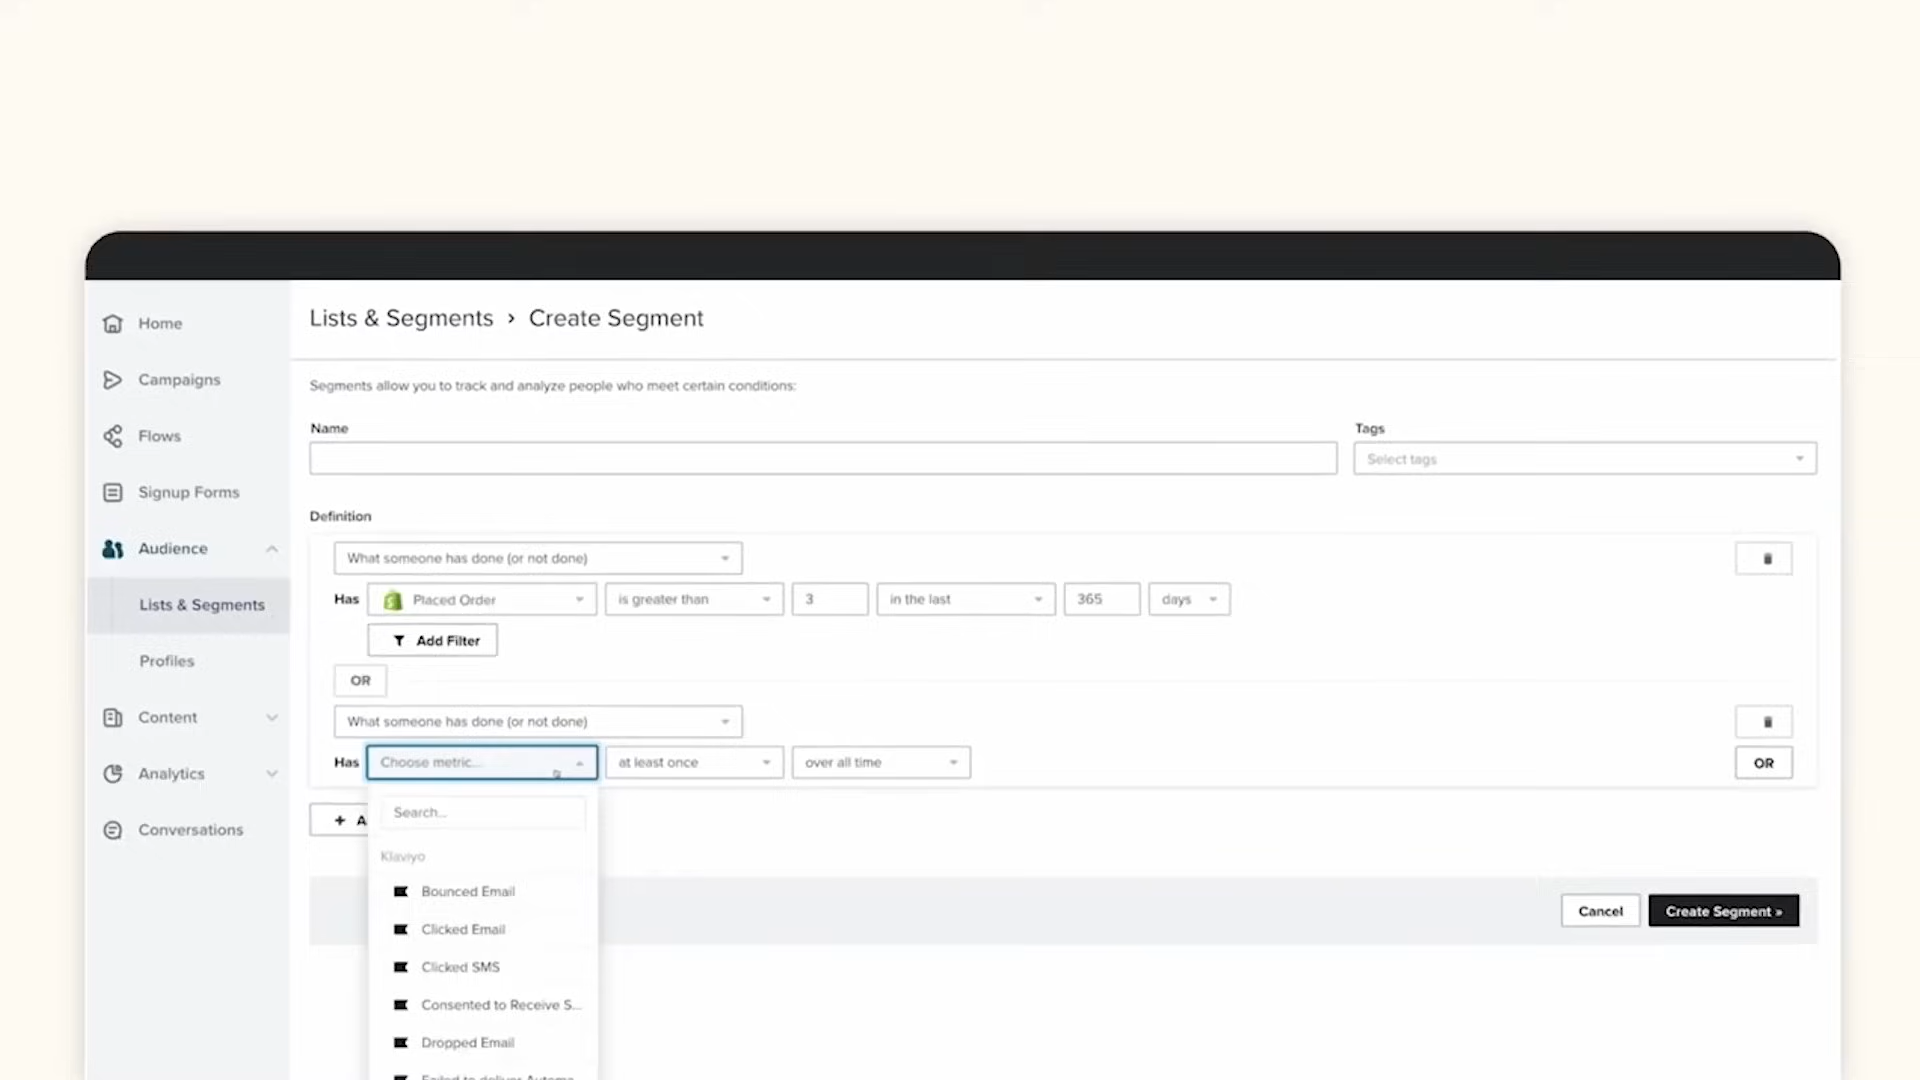 Home
Campaigns
Flows
Signup Forms
Audience
Lists & Segments
Profiles
Content
Analytics
Conversations
Lists & Segments › Create Segment
Segments allow you to track and analyze people who meet certain conditions:
Name
Tags
Select tags
Definition
What someone has done (or not done)
Has Placed Order is greater than 3 in the last 365 days
Add Filter
OR
What someone has done (or not done)
Has Choose metric... at least once over all time OR
+ A
Search...
Klaviyo
Bounced Email
Clicked Email
Clicked SMS
Consented to Receive S...
Dropped Email
Failed to deliver Automa...
Cancel Create Segment »